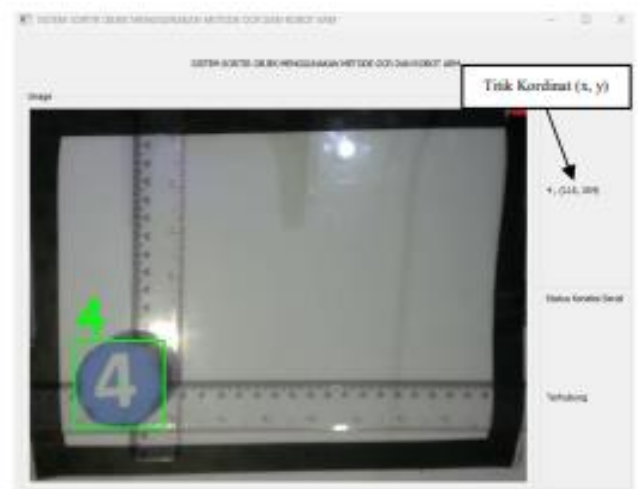 SISTEM SORTIR OBJEK MENGGUNAKAN METODE OCR DAN ROBOT ARM
SISTEM SORTIR OBJEK MENGGUNAKAN METODE OCR DAN ROBOT ARM
Image
Titik Kordinat (x, y)
4
4
Status Koneksi Serial
Terhubung